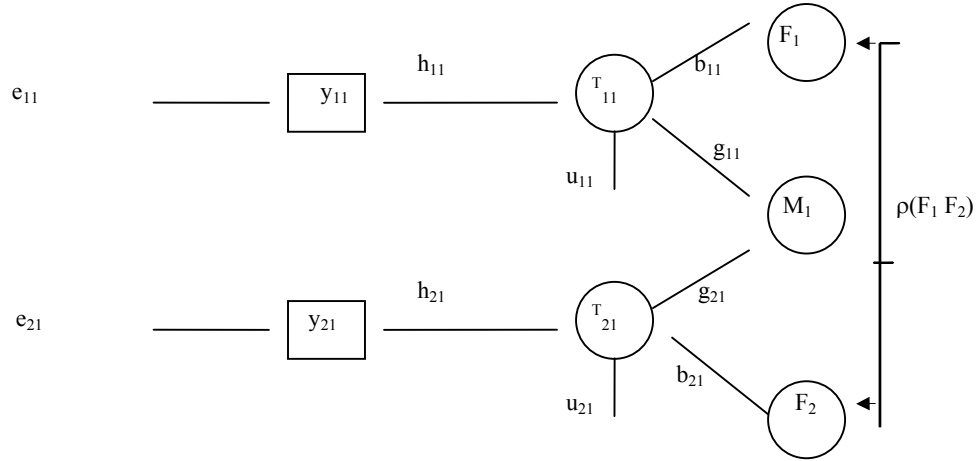 F₁
h₁₁
b₁₁
e₁₁
y₁₁
T₁₁
g₁₁
u₁₁
M₁
ρ(F₁ F₂)
h₂₁
g₂₁
e₂₁
y₂₁
T₂₁
b₂₁
u₂₁
F₂